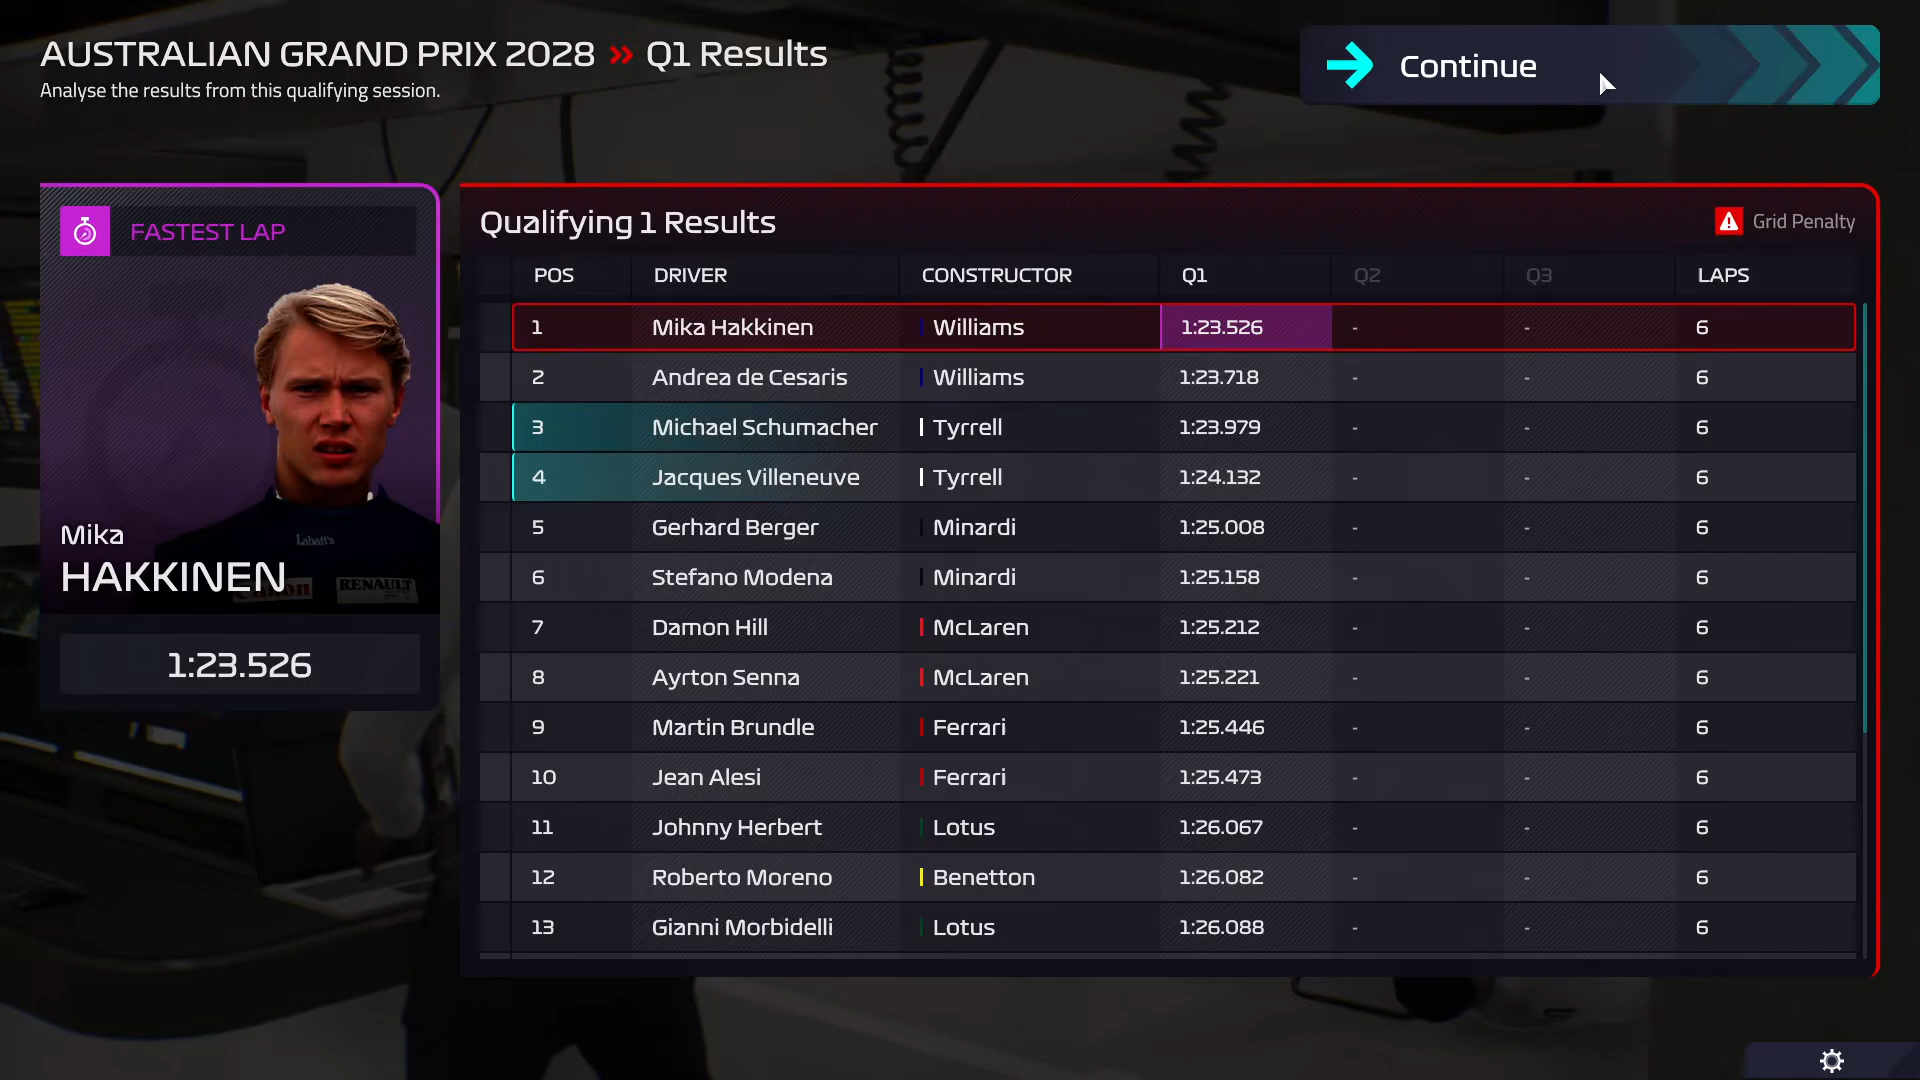 AUSTRALIAN GRAND PRIX 2028 » Q1 Results
Analyse the results from this qualifying session.
Continue
FASTEST LAP
Labatt's
Canon
RENAULT
Mika
HAKKINEN
1:23.526
Qualifying 1 Results
Grid Penalty
POS DRIVER CONSTRUCTOR Q1 Q2 Q3 LAPS
1 Mika Hakkinen Williams 1:23.526 - - 6
2 Andrea de Cesaris Williams 1:23.718 - - 6
3 Michael Schumacher Tyrrell 1:23.979 - - 6
4 Jacques Villeneuve Tyrrell 1:24.132 - - 6
5 Gerhard Berger Minardi 1:25.008 - - 6
6 Stefano Modena Minardi 1:25.158 - - 6
7 Damon Hill McLaren 1:25.212 - - 6
8 Ayrton Senna McLaren 1:25.221 - - 6
9 Martin Brundle Ferrari 1:25.446 - - 6
10 Jean Alesi Ferrari 1:25.473 - - 6
11 Johnny Herbert Lotus 1:26.067 - - 6
12 Roberto Moreno Benetton 1:26.082 - - 6
13 Gianni Morbidelli Lotus 1:26.088 - - 6